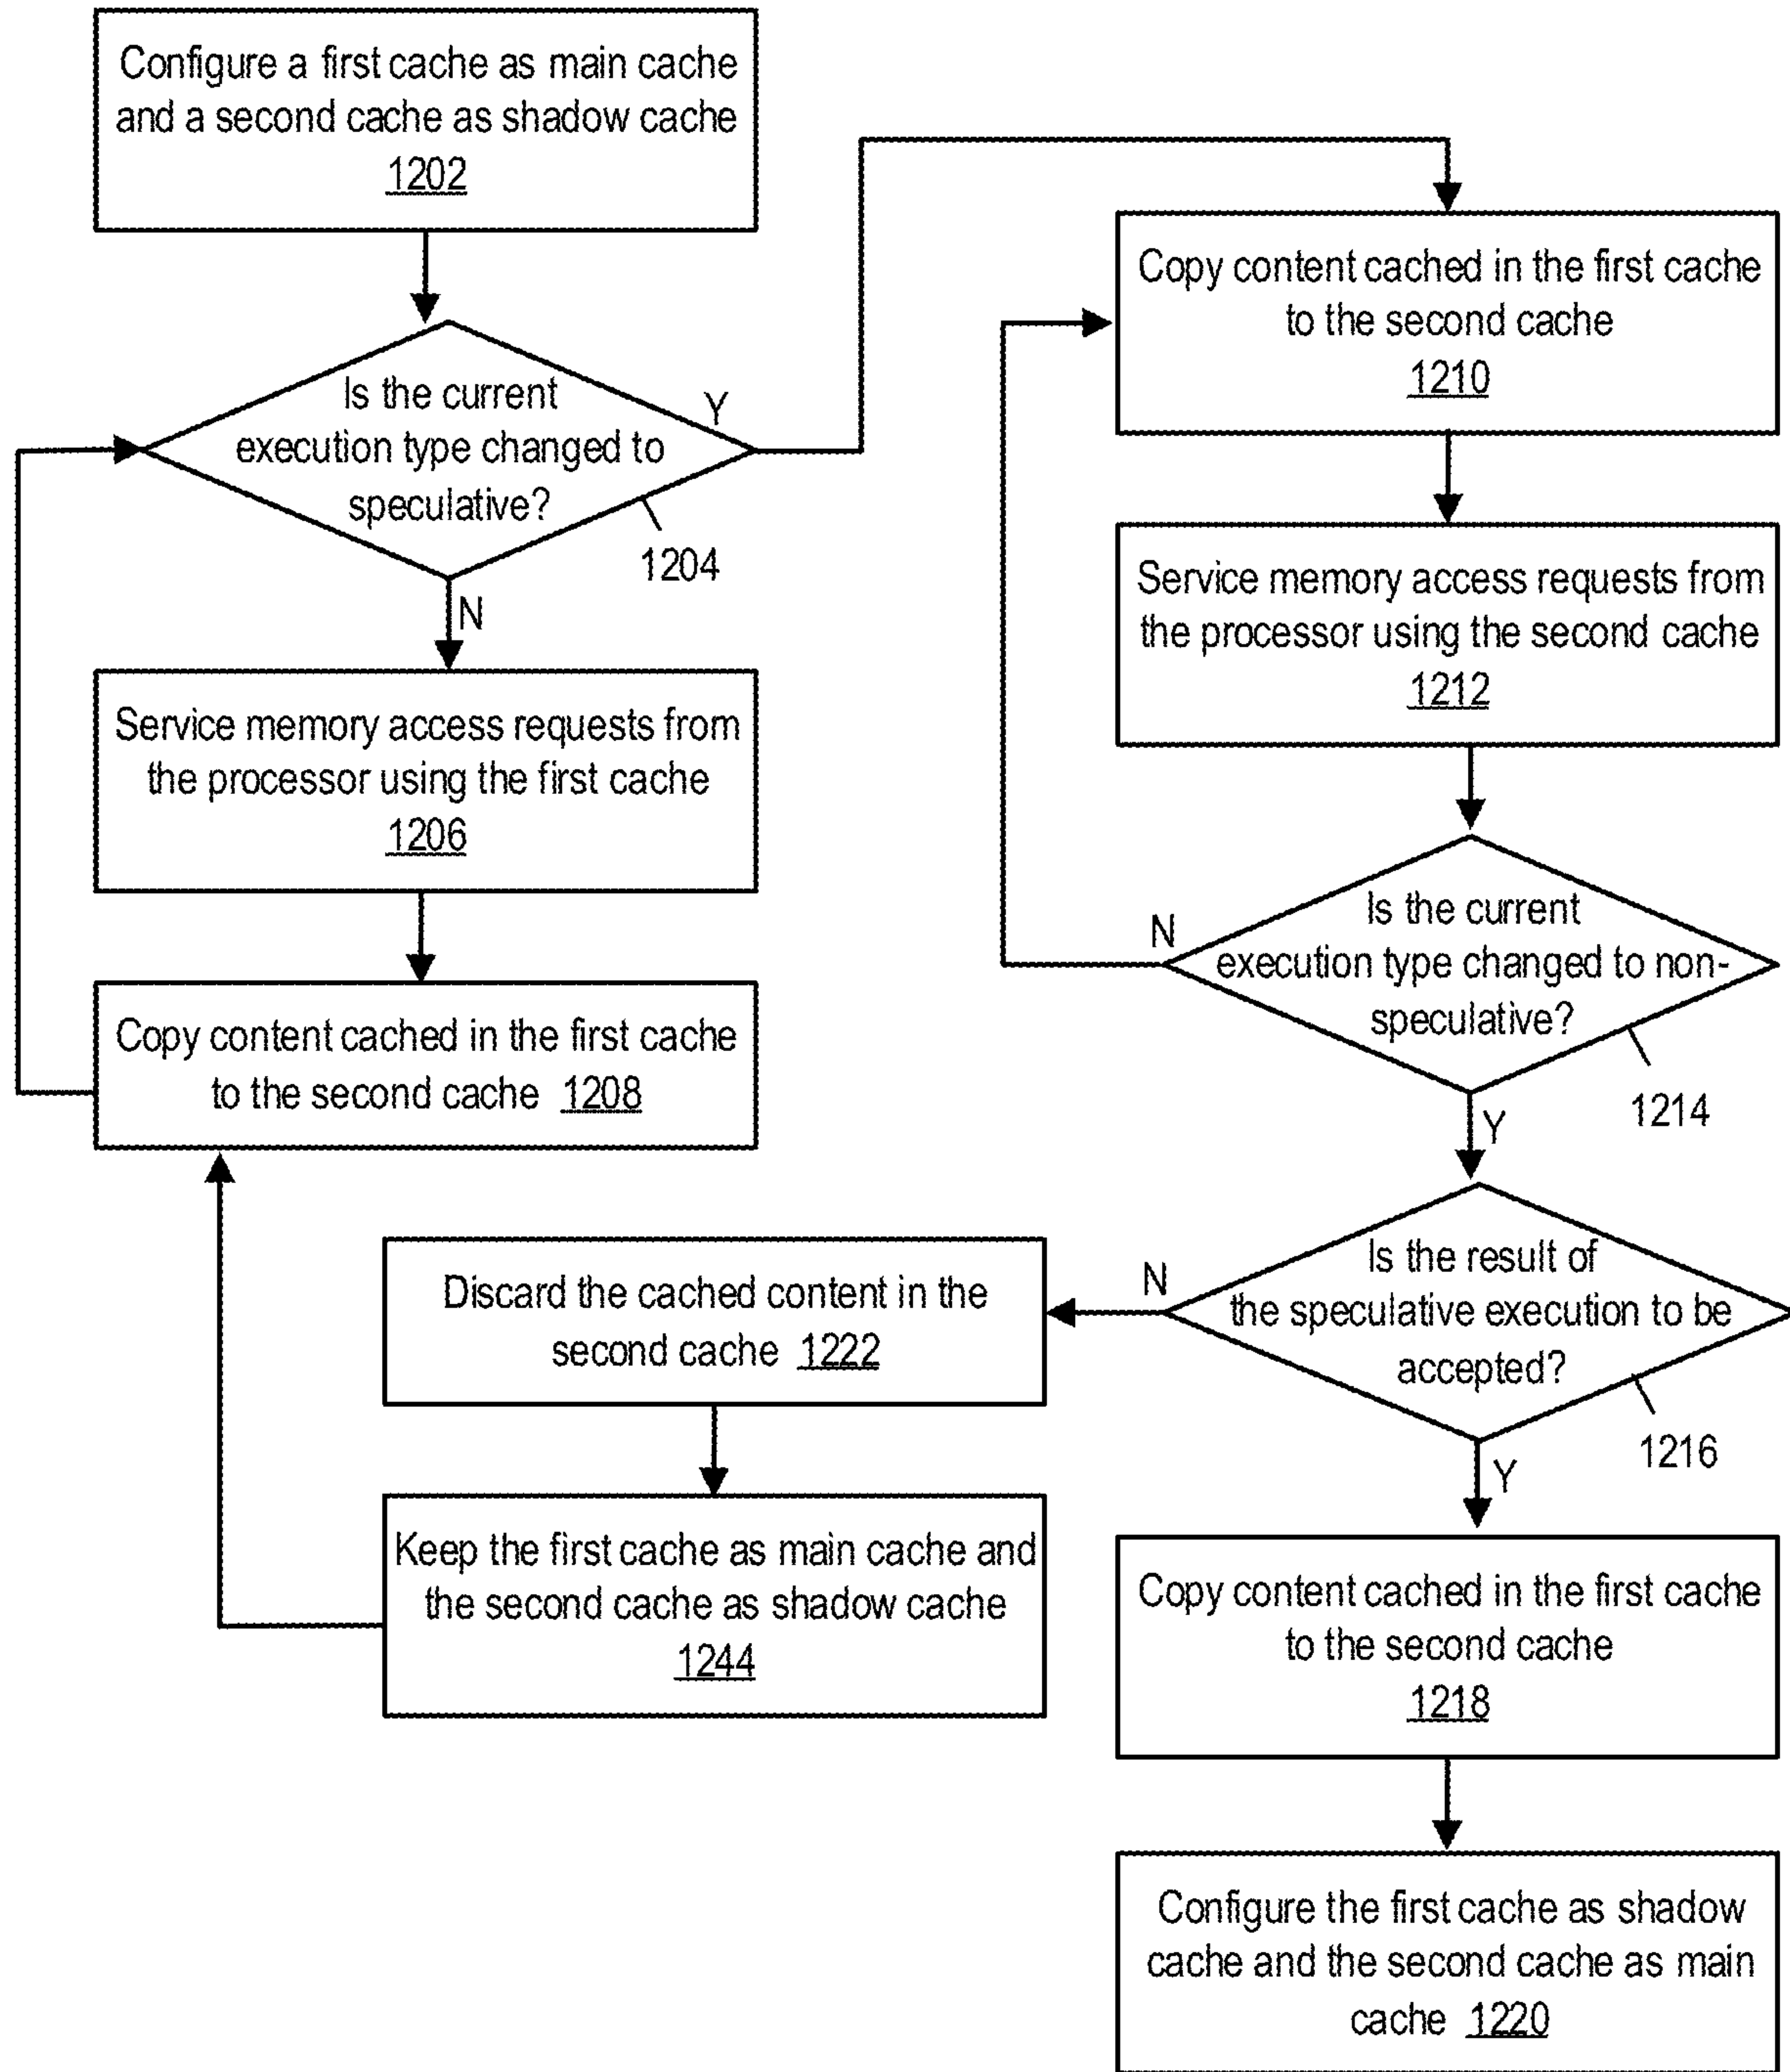 Configure a first cache as main cache
and a second cache as shadow cache
1202
Is the current
execution type changed to
speculative?
Y
1204
N
Service memory access requests from
the processor using the first cache
1206
Copy content cached in the first cache
to the second cache 1208
Copy content cached in the first cache
to the second cache
1210
Service memory access requests from
the processor using the second cache
1212
Is the current
execution type changed to non-
speculative?
N
1214
Y
Is the result of
the speculative execution to be
accepted?
N
1216
Y
Discard the cached content in the
second cache 1222
Keep the first cache as main cache and
the second cache as shadow cache
1244
Copy content cached in the first cache
to the second cache
1218
Configure the first cache as shadow
cache and the second cache as main
cache 1220